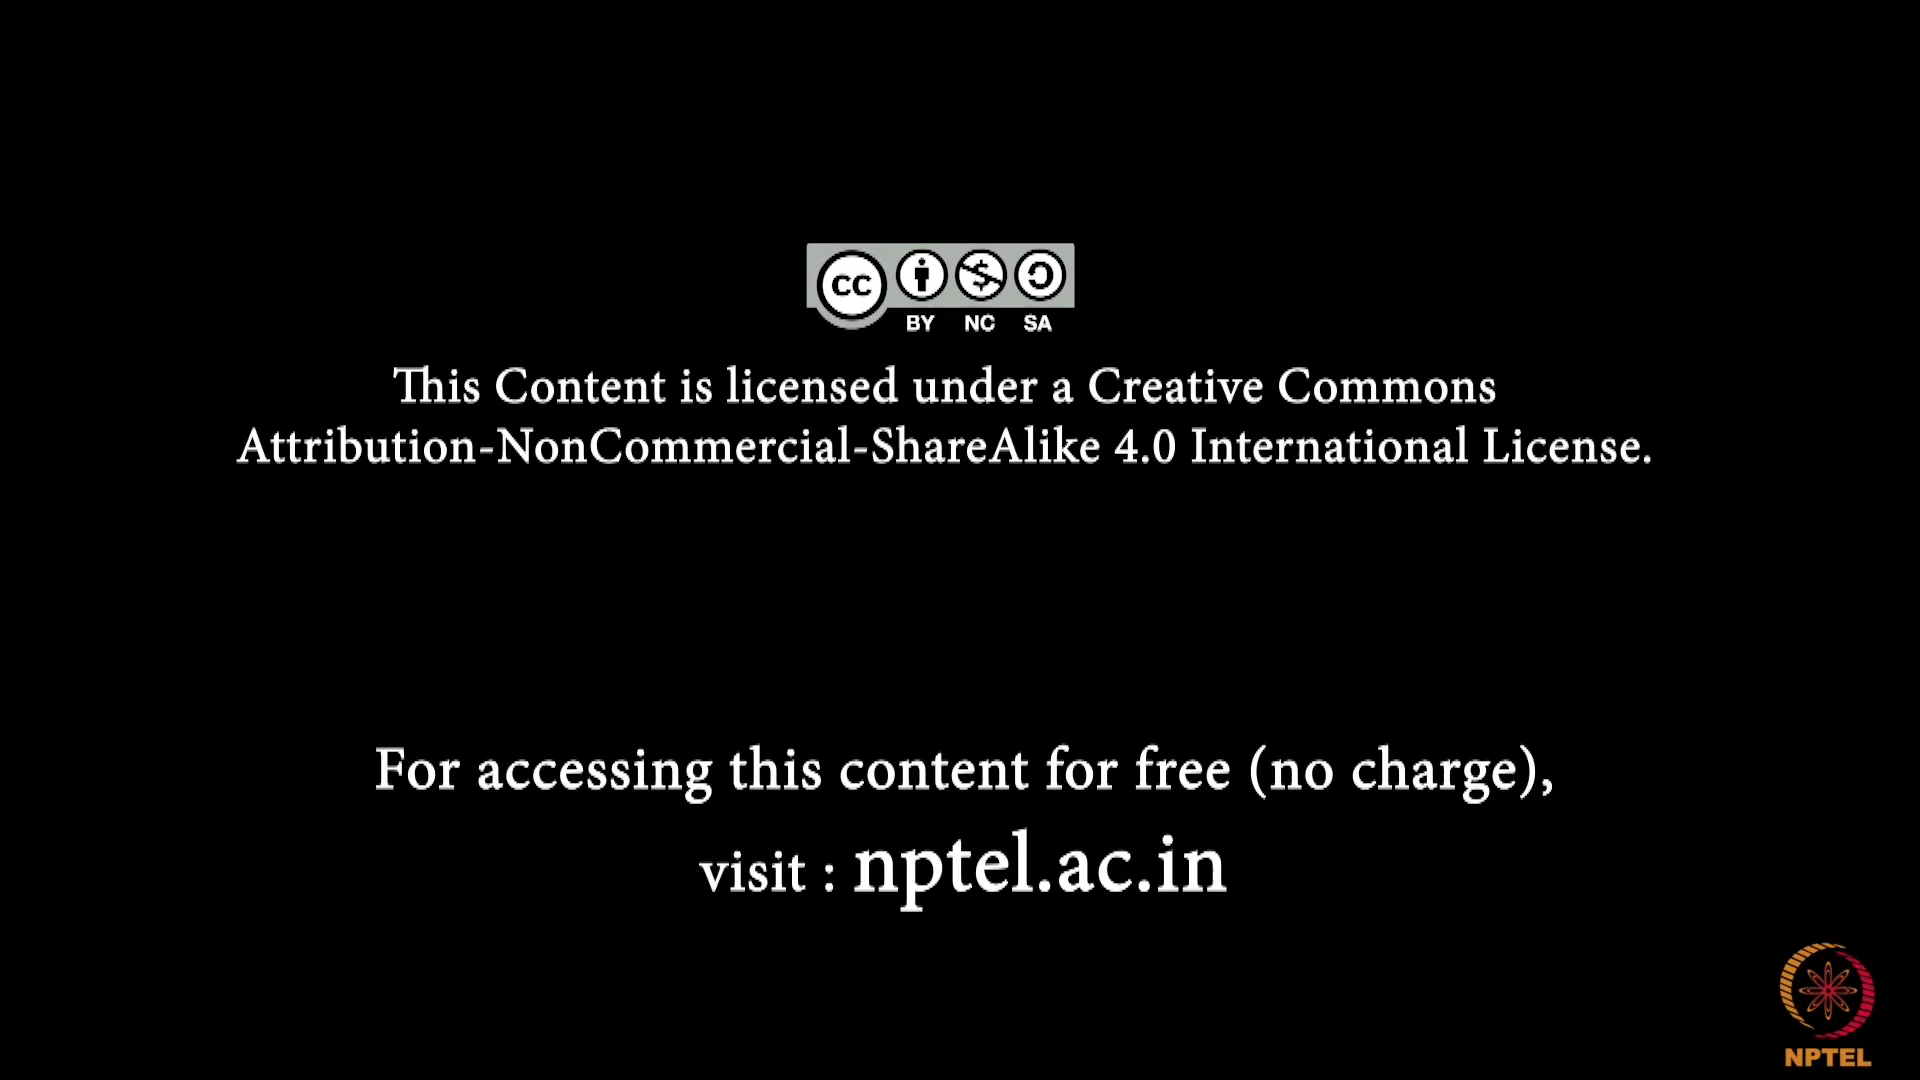 cc
BY NC SA
This Content is licensed under a Creative Commons
Attribution-NonCommercial-ShareAlike 4.0 International License.
For accessing this content for free (no charge),
visit : nptel.ac.in
NPTEL